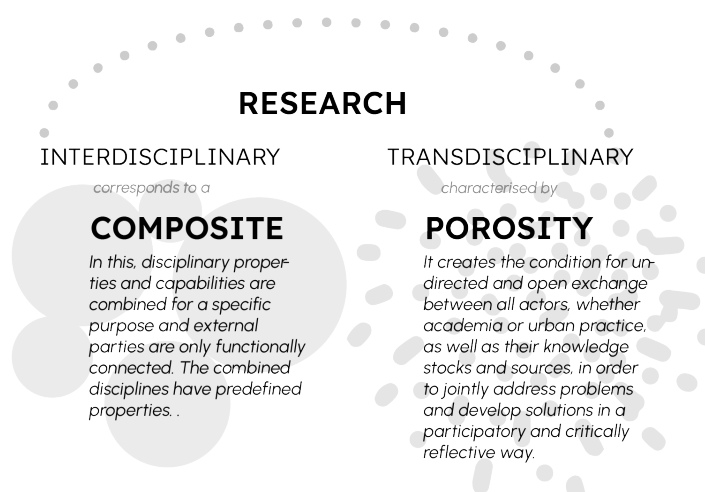 RESEARCH
INTERDISCIPLINARY
corresponds to a
COMPOSITE
In this, disciplinary proper-
ties and capabilities are
combined for a specific
purpose and external
parties are only functionally
connected. The combined
disciplines have predefined
properties. .
TRANSDISCIPLINARY
characterised by
POROSITY
It creates the condition for un-
directed and open exchange
between all actors, whether
academia or urban practice,
as well as their knowledge
stocks and sources, in order
to jointly address problems
and develop solutions in a
participatory and critically
reflective way.